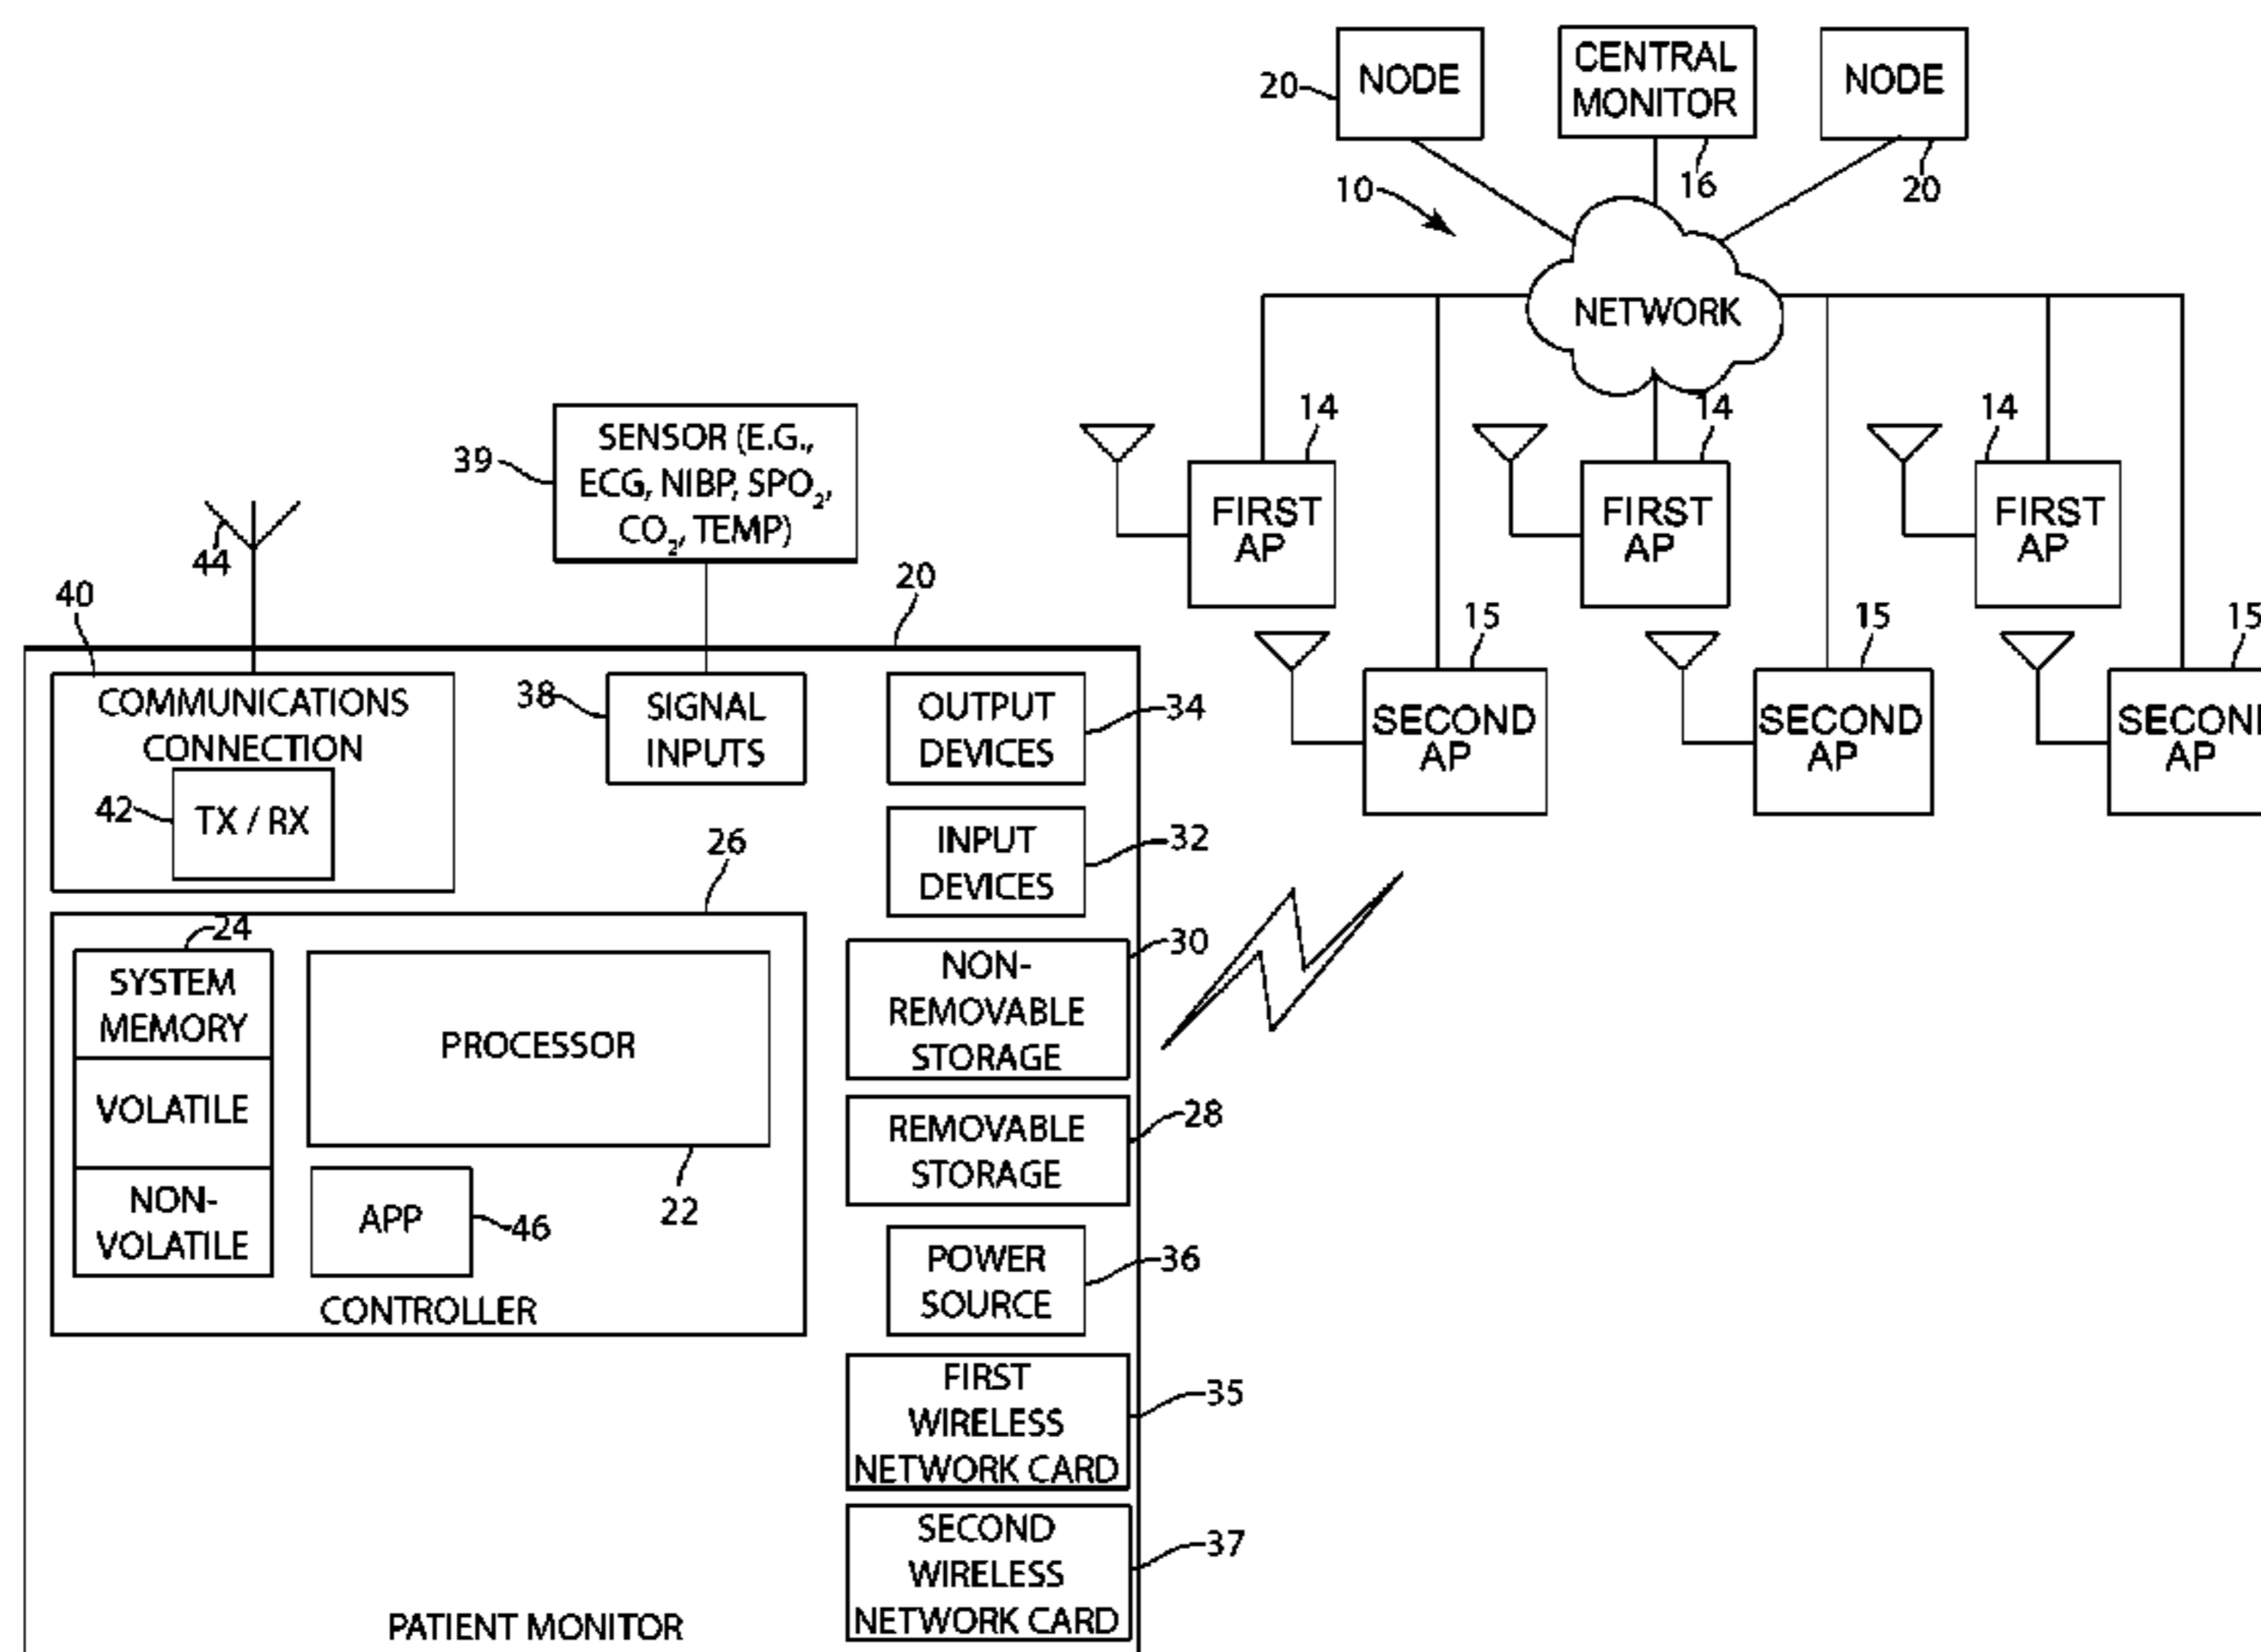 NODE
20
CENTRAL
MONITOR
16
NODE
20
10
NETWORK
14
FIRST
AP
14
FIRST
AP
14
FIRST
AP
15
SECOND
AP
15
SECOND
AP
15
SECON
AP
39
SENSOR (E.G.,
ECG, NIBP, SPO₂,
CO₂, TEMP)
44
40
20
COMMUNICATIONS
CONNECTION
42
TX / RX
38
SIGNAL
INPUTS
OUTPUT
DEVICES
34
INPUT
DEVICES
32
26
24
SYSTEM
MEMORY
VOLATILE
NON-
VOLATILE
PROCESSOR
22
APP
46
CONTROLLER
NON-
REMOVABLE
STORAGE
30
REMOVABLE
STORAGE
28
POWER
SOURCE
36
FIRST
WIRELESS
NETWORK CARD
35
SECOND
WIRELESS
NETWORK CARD
37
PATIENT MONITOR